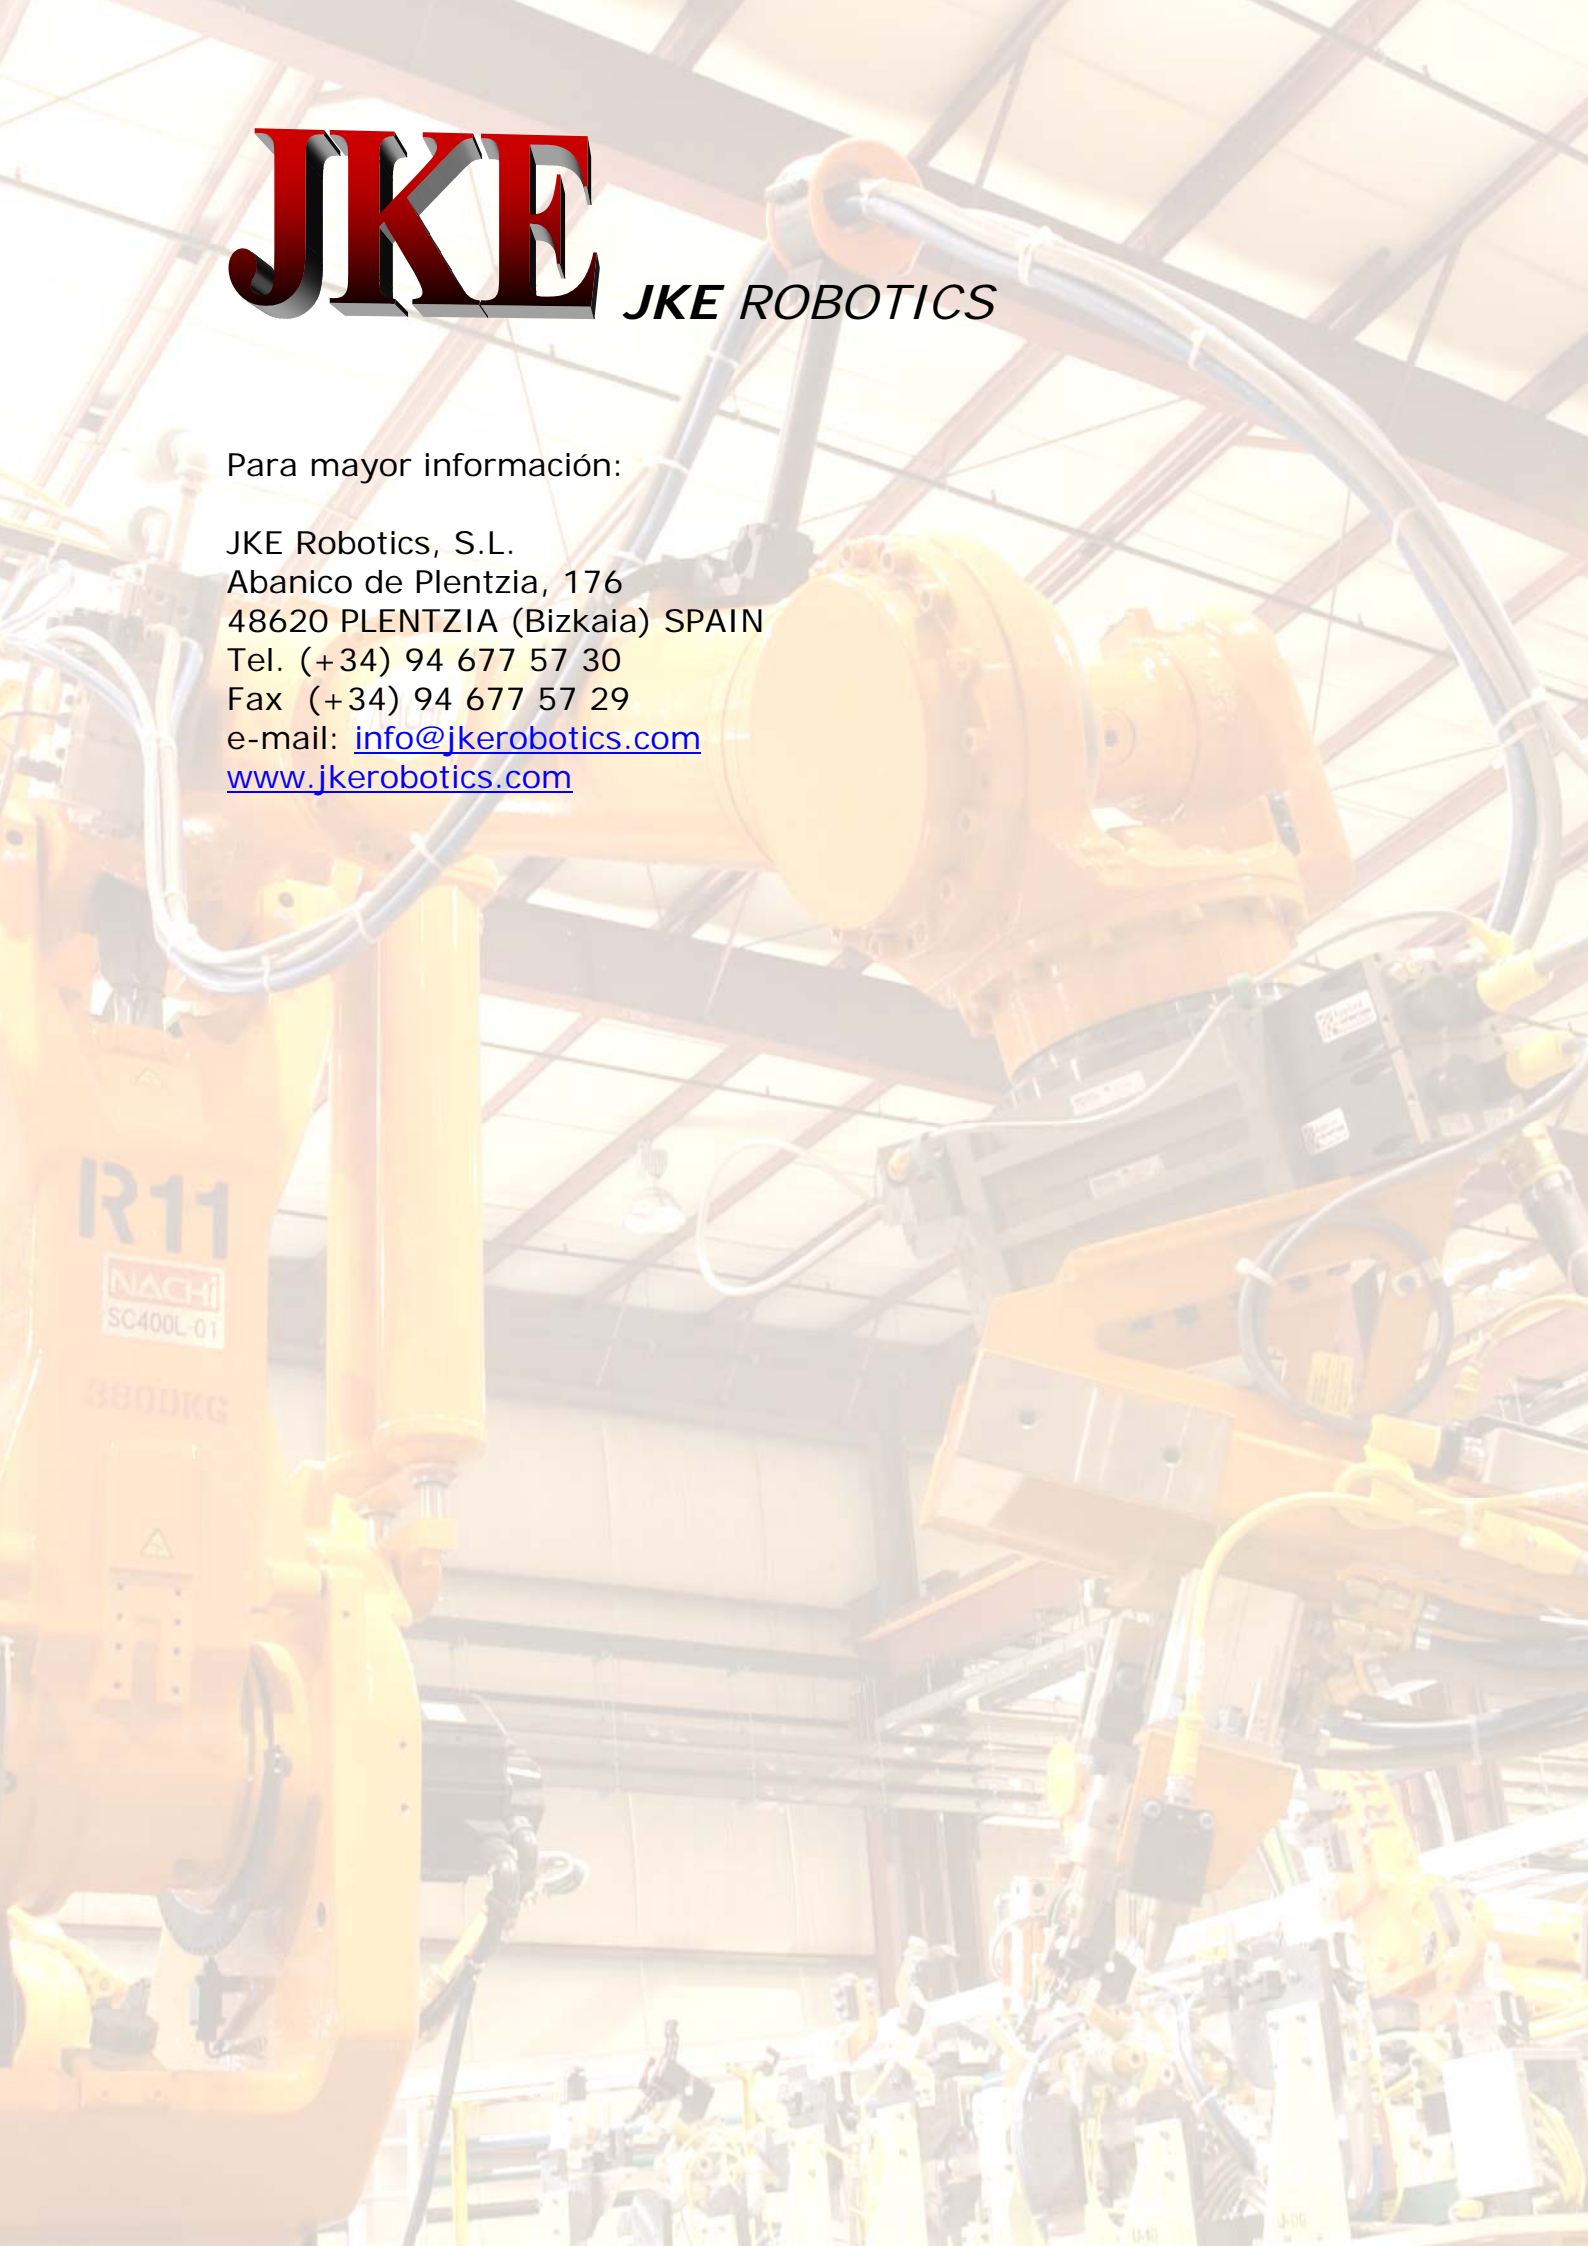 JKE
JKE ROBOTICS
Para mayor información:
JKE Robotics, S.L.
Abanico de Plentzia, 176
48620 PLENTZIA (Bizkaia) SPAIN
Tel. (+34) 94 677 57 30
Fax (+34) 94 677 57 29
e-mail: info@jkerobotics.com
www.jkerobotics.com
R11
NACHi
SC400L-01
3800KG